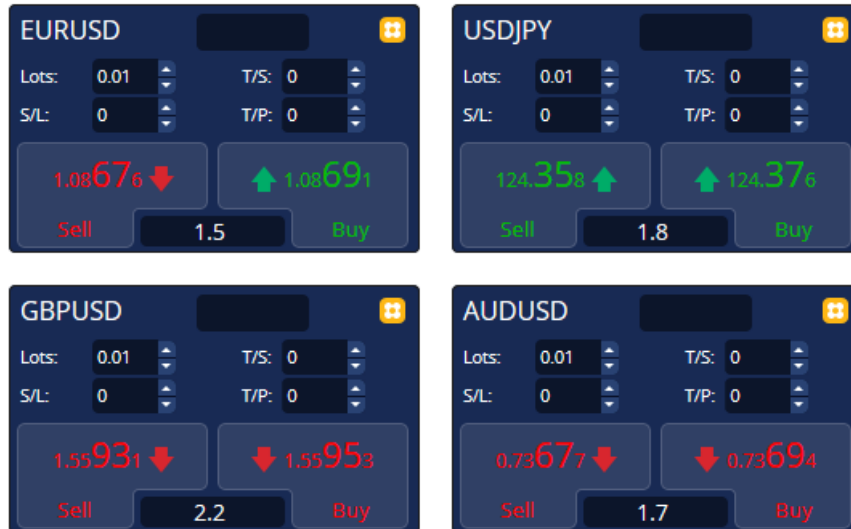 EURUSD
Lots: 0.01 T/S: 0
S/L: 0 T/P: 0
1.08676 1.08691
Sell 1.5 Buy
USDJPY
Lots: 0.01 T/S: 0
S/L: 0 T/P: 0
124.358 124.376
Sell 1.8 Buy
GBPUSD
Lots: 0.01 T/S: 0
S/L: 0 T/P: 0
1.55931 1.55953
Sell 2.2 Buy
AUDUSD
Lots: 0.01 T/S: 0
S/L: 0 T/P: 0
0.73677 0.73694
Sell 1.7 Buy